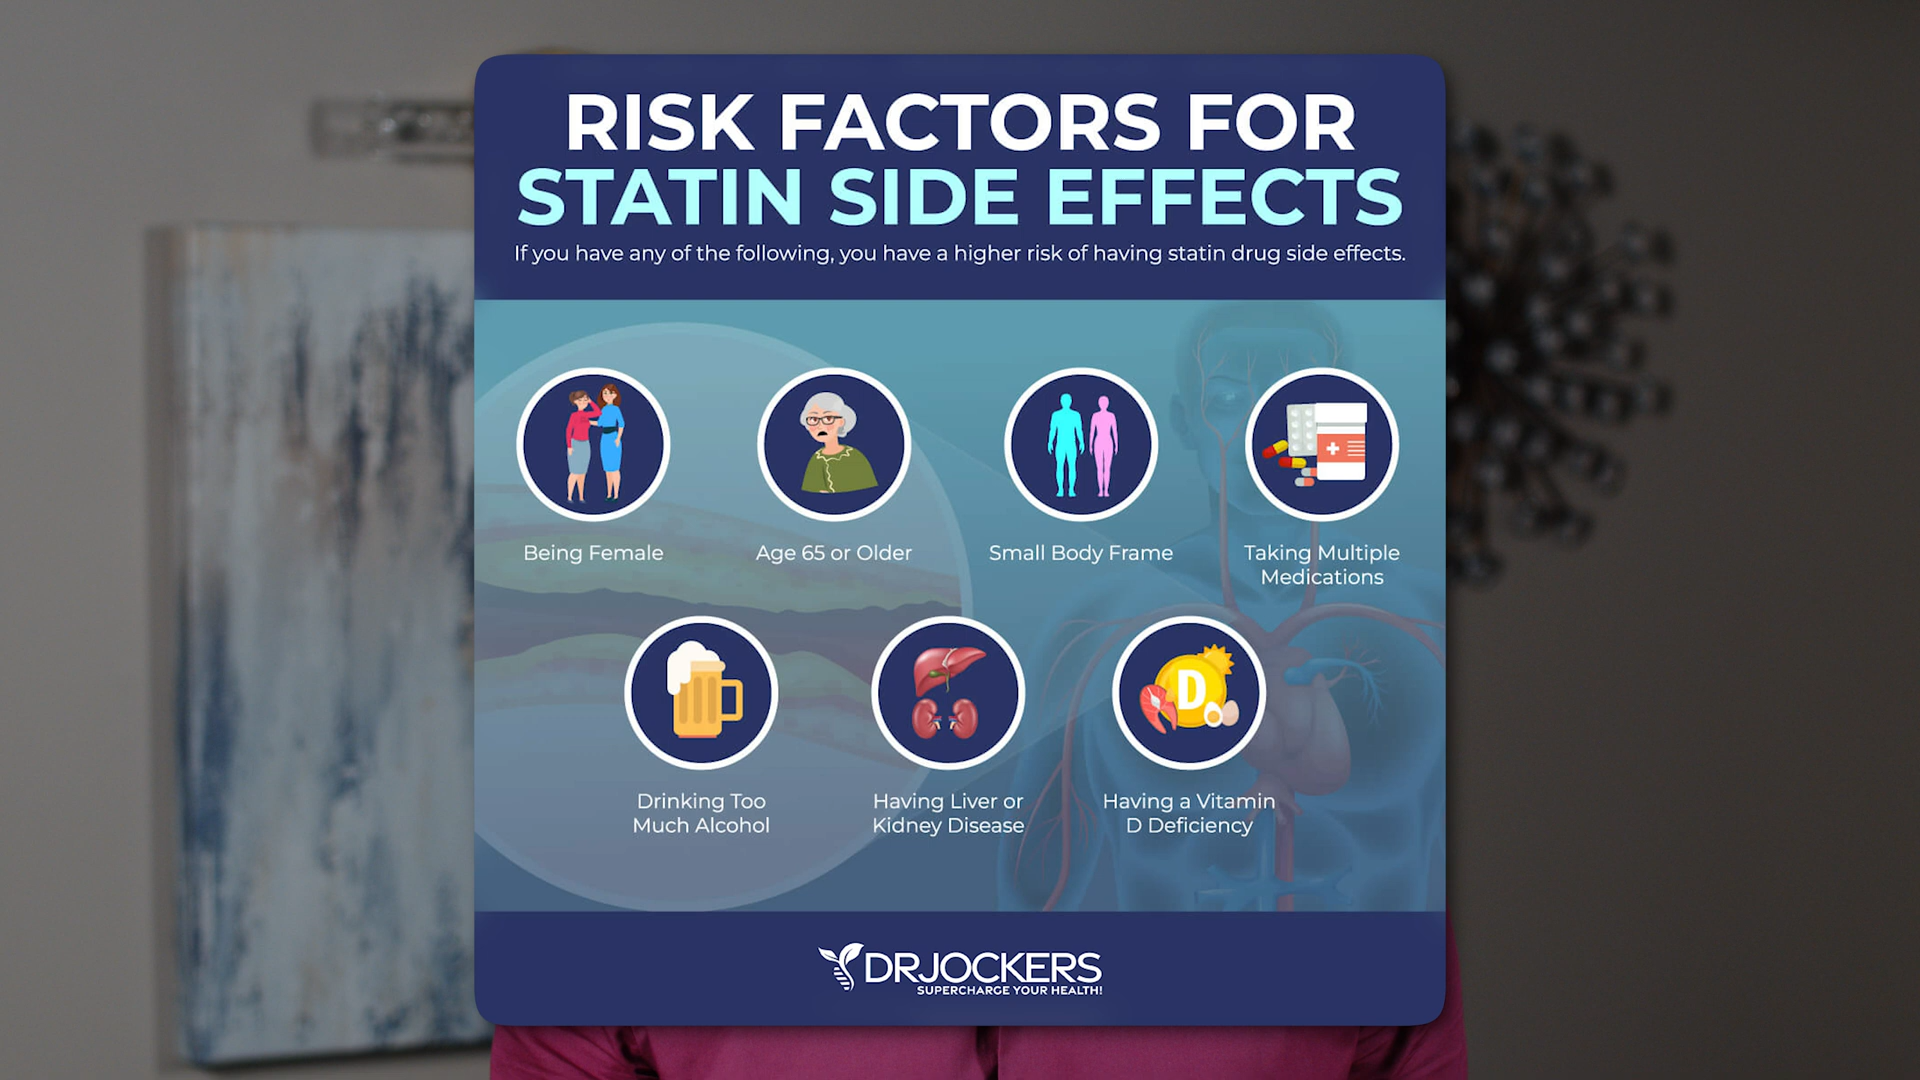 RISK FACTORS FOR
STATIN SIDE EFFECTS
If you have any of the following, you have a higher risk of having statin drug side effects.
Being Female
Age 65 or Older
Small Body Frame
Taking Multiple
Medications
D
Drinking Too
Much Alcohol
Having Liver or
Kidney Disease
Having a Vitamin
D Deficiency
DRJOCKERS
SUPERCHARGE YOUR HEALTH!